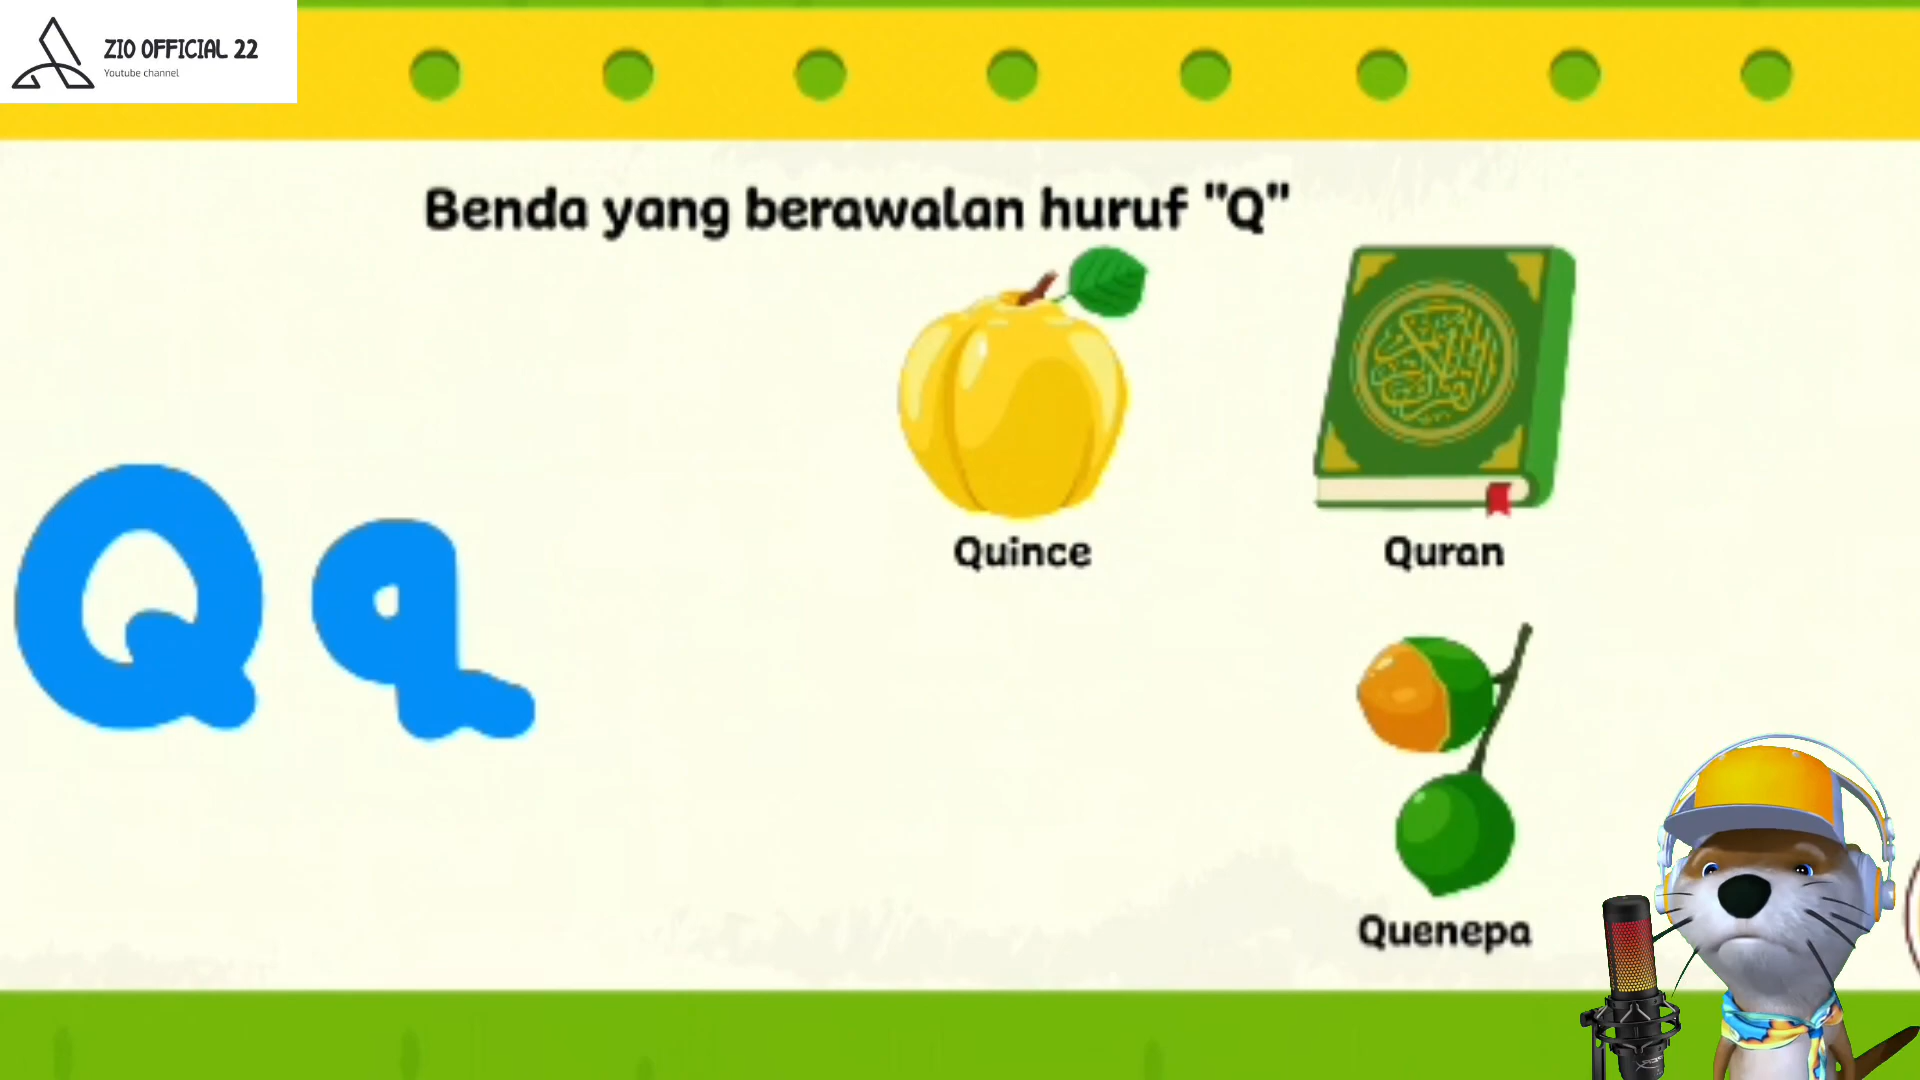 ZIO OFFICIAL 22
Youtube channel
Benda yang berawalan huruf "Q"
Q q
Quince
Quran
Quenepa